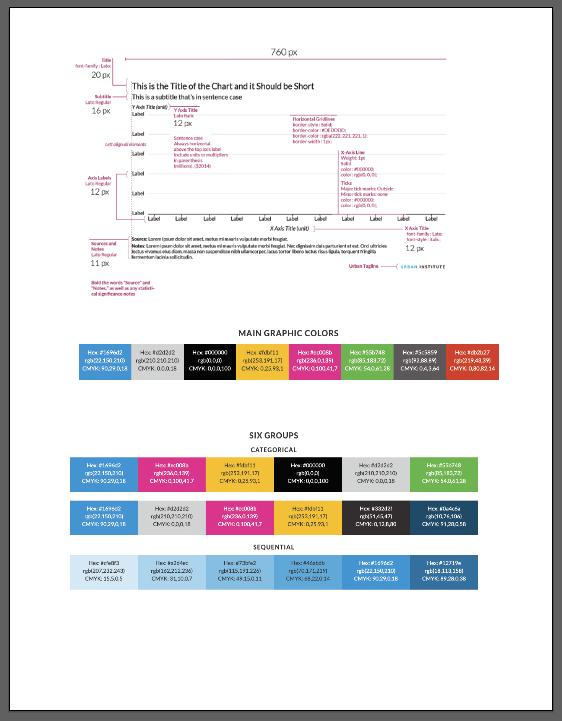 760 px
Title
font-family: Lato;
20 px
This is the Title of the Chart and it Should be Short
Subtitle
Lato Regular
16 px
This is a subtitle that's in sentence case
Y Axis Title (unit)
Label
Y Axis Title
Lato Italic
12 px
Horizontal Gridlines
border-style: Solid;
border-color: #DEDDDD;
border-color: rgba(222, 221, 221, 1);
border-width: 1px;
Label
Left aligned elements
Sentence case
Always horizontal
above the top axis label
Include units or multipliers
in parenthesis
(millions), ($2014)
Label
X-Axis Line
Weight: 1pt
Solid
color: #000000;
color: rgb(0, 0, 0);
Label
Axis Labels
Lato Regular
12 px
Ticks
Major tick marks: Outside
Minor tick marks: none
color: #000000;
color: rgb(0, 0, 0);
Label
Label
Label Label Label Label Label Label Label Label Label Label Label
X Axis Title (unit)
X Axis Title
font-family: Lato;
font-style: italic;
12 px
Sources and
Notes
Lato Regular
11 px
Source: Lorem ipsum dolor sit amet, metus mi mauris vulputate morbi feugiat.
Notes: Lorem ipsum dolor sit amet, metus mi mauris vulputate morbi feugiat. Nec dignissim duis parturient at est. Orci ultricies
lectus vivamus eius diam, massa non suspendisse nibh ullamcorper, lacus tortor libero luctus risus ligula, torquent fringilla
fermentum lacinia sollicitudin.
Urban Tagline
URBAN INSTITUTE
Bold the words "Source" and
"Notes," as well as any statisti-
cal significance notes
MAIN GRAPHIC COLORS
Hex: #1696d2 Hex: #d2d2d2 Hex: #000000 Hex: #fdbf11 Hex: #ec008b Hex: #55b748 Hex: #5c5859 Hex: #db2b27
rgb(22,150,210) rgb(210,210,210) rgb(0,0,0) rgb(253,191,17) rgb(236,0,139) rgb(85,183,72) rgb(92,88,89) rgb(219,43,39)
CMYK: 90,29,0,18 CMYK: 0,0,0,18 CMYK: 0,0,0,100 CMYK: 0,25,93,1 CMYK: 0,100,41,7 CMYK: 54,0,61,28 CMYK: 0,4,3,64 CMYK: 0,80,82,14
SIX GROUPS
CATEGORICAL
Hex: #1696d2 Hex: #ec008b Hex: #fdbf11 Hex: #000000 Hex: #d2d2d2 Hex: #55b748
rgb(22,150,210) rgb(236,0,139) rgb(253,191,17) rgb(0,0,0) rgb(210,210,210) rgb(85,183,72)
CMYK: 90,29,0,18 CMYK: 0,100,41,7 CMYK: 0,25,93,1 CMYK: 0,0,0,100 CMYK: 0,0,0,18 CMYK: 54,0,61,28
Hex: #1696d2 Hex: #d2d2d2 Hex: #ec008b Hex: #fdbf11 Hex: #332d2f Hex: #0a4c6a
rgb(22,150,210) rgb(210,210,210) rgb(236,0,139) rgb(253,191,17) rgb(51,45,47) rgb(10,76,106)
CMYK: 90,29,0,18 CMYK: 0,0,0,18 CMYK: 0,100,41,7 CMYK: 0,25,93,1 CMYK: 0,12,8,80 CMYK: 91,28,0,58
SEQUENTIAL
Hex: #cfe8f3 Hex: #a2d4ec Hex: #73bfe2 Hex: #46abdb Hex: #1696d2 Hex: #12719e
rgb(207,232,243) rgb(162,212,236) rgb(115,191,226) rgb(70,171,219) rgb(22,150,210) rgb(18,113,158)
CMYK: 15,5,0,5 CMYK: 31,10,0,7 CMYK: 49,15,0,11 CMYK: 68,22,0,14 CMYK: 90,29,0,18 CMYK: 89,28,0,38